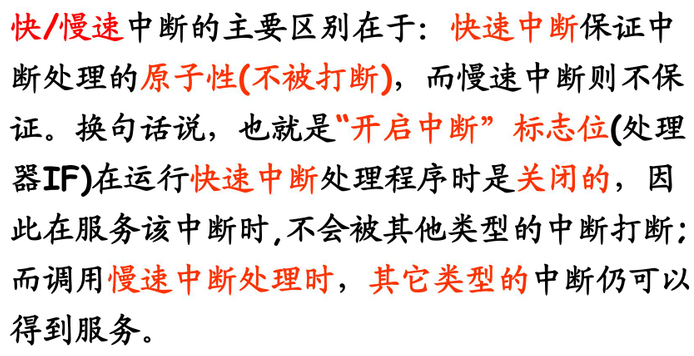 快/慢速中断的主要区别在于：快速中断保证中
断处理的原子性(不被打断)，而慢速中断则不保
证。换句话说，也就是“开启中断”标志位(处理
器IF)在运行快速中断处理程序时是关闭的，因
此在服务该中断时,不会被其他类型的中断打断;
而调用慢速中断处理时，其它类型的中断仍可以
得到服务。